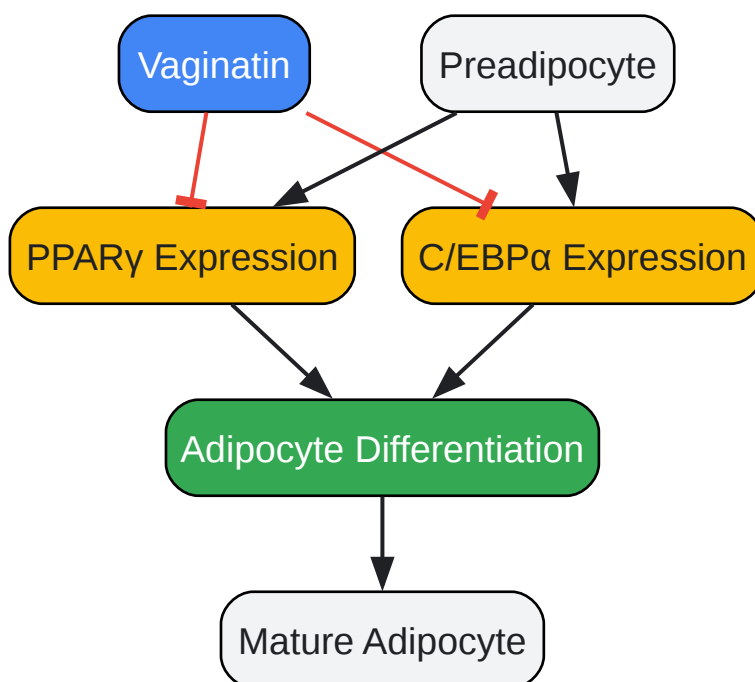 Vaginatin
Preadipocyte
PPARγ Expression
C/EBPα Expression
Adipocyte Differentiation
Mature Adipocyte